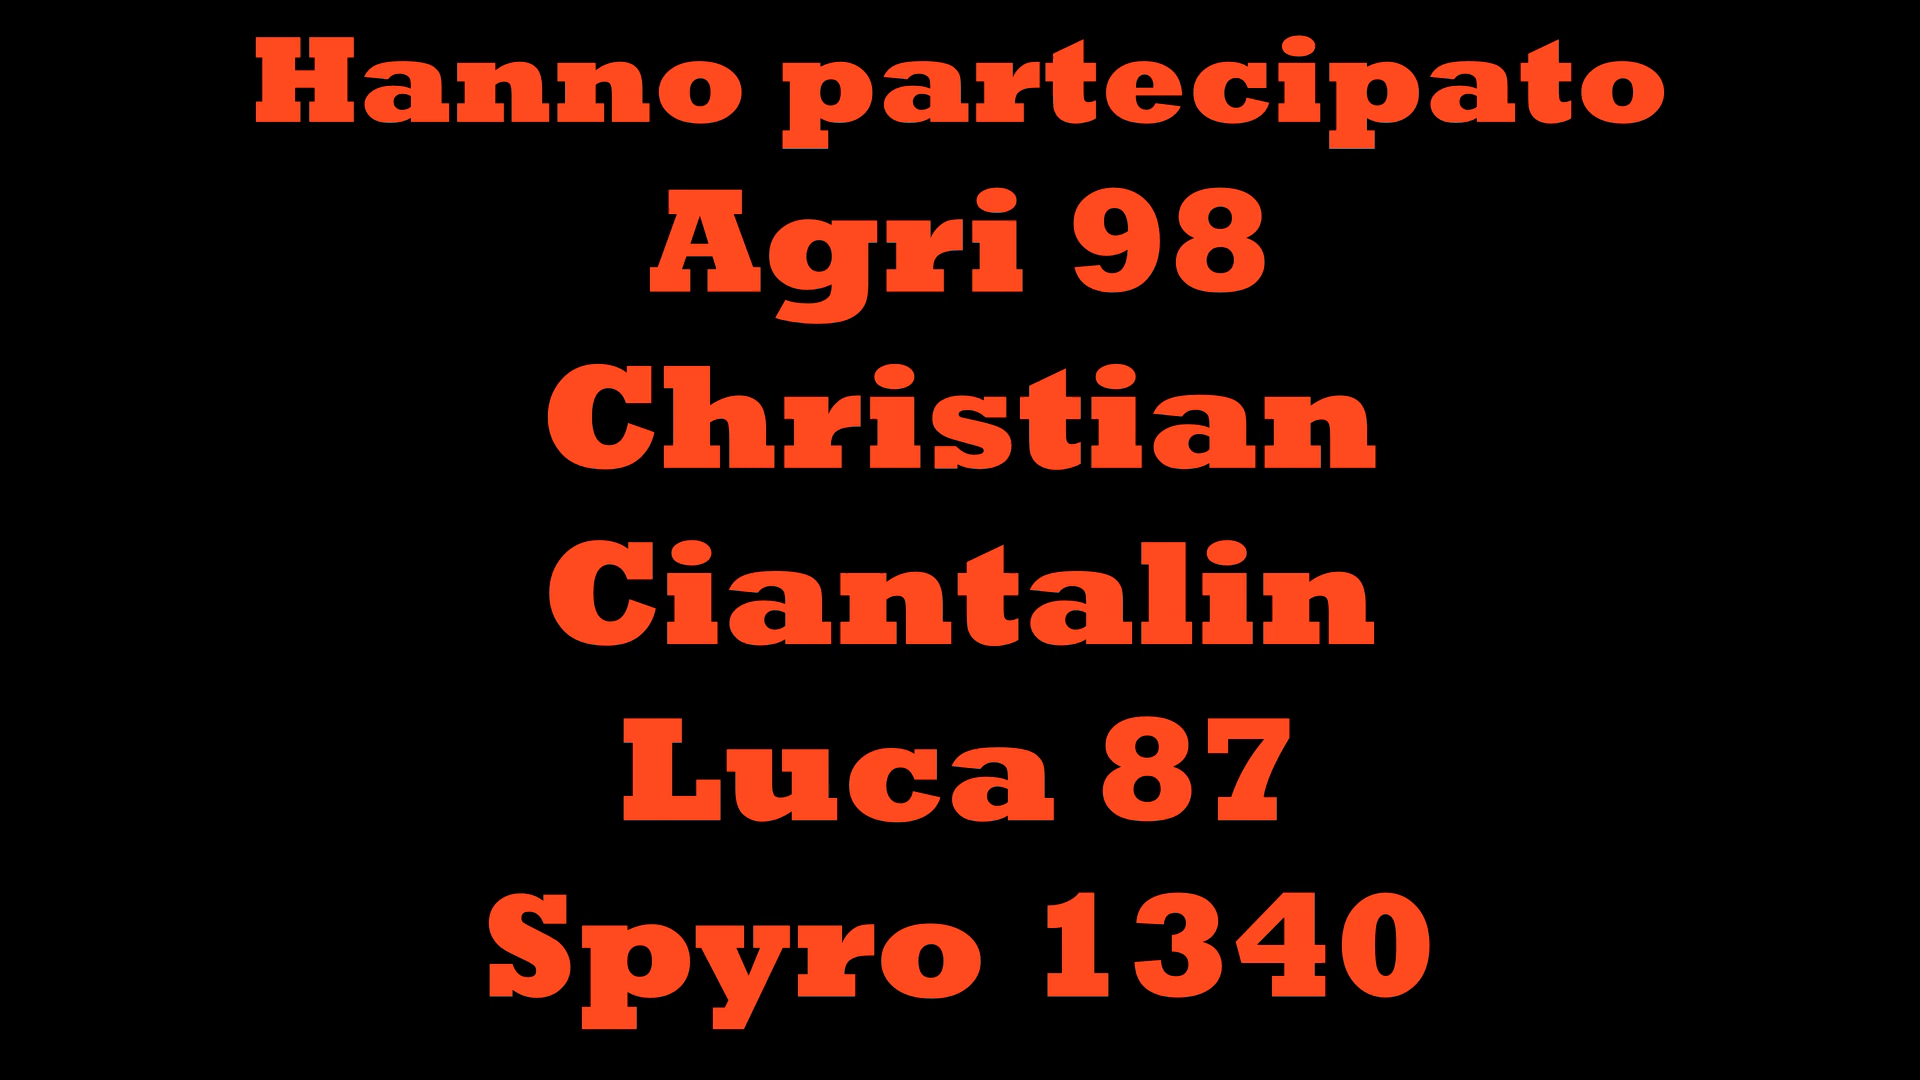 Hanno partecipato
Agri 98
Christian
Ciantalin
Luca 87
Spyro 1340